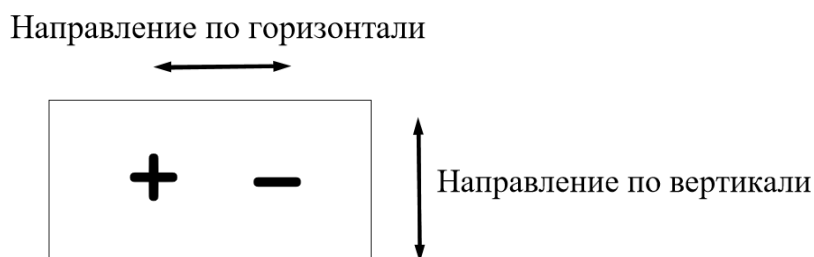 Направление по горизонтали
+ −
Направление по вертикали